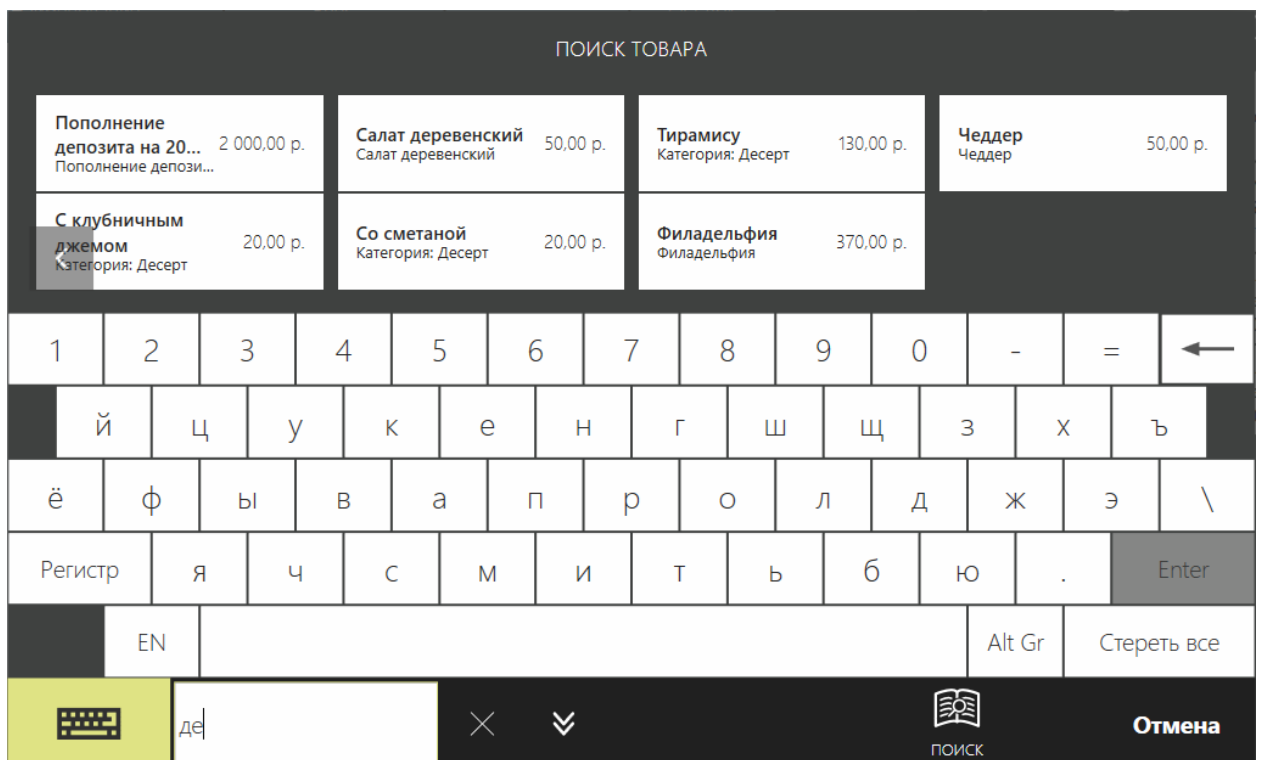 ПОИСК ТОВАРА
Пополнение
депозита на 20... 2 000,00 р.
Пополнение депози...
Салат деревенский 50,00 р.
Салат деревенский
Тирамису 130,00 р.
Категория: Десерт
Чеддер 50,00 р.
Чеддер
С клубничным
джемом 20,00 р.
Категория: Десерт
Со сметаной 20,00 р.
Категория: Десерт
Филадельфия 370,00 р.
Филадельфия
1 2 3 4 5 6 7 8 9 0 - =
й ц у к е н г ш щ з х ъ
ё ф ы в а п р о л д ж э \
Регистр я ч с м и т ь б ю . Enter
EN Alt Gr Стереть все
де ПОИСК Отмена